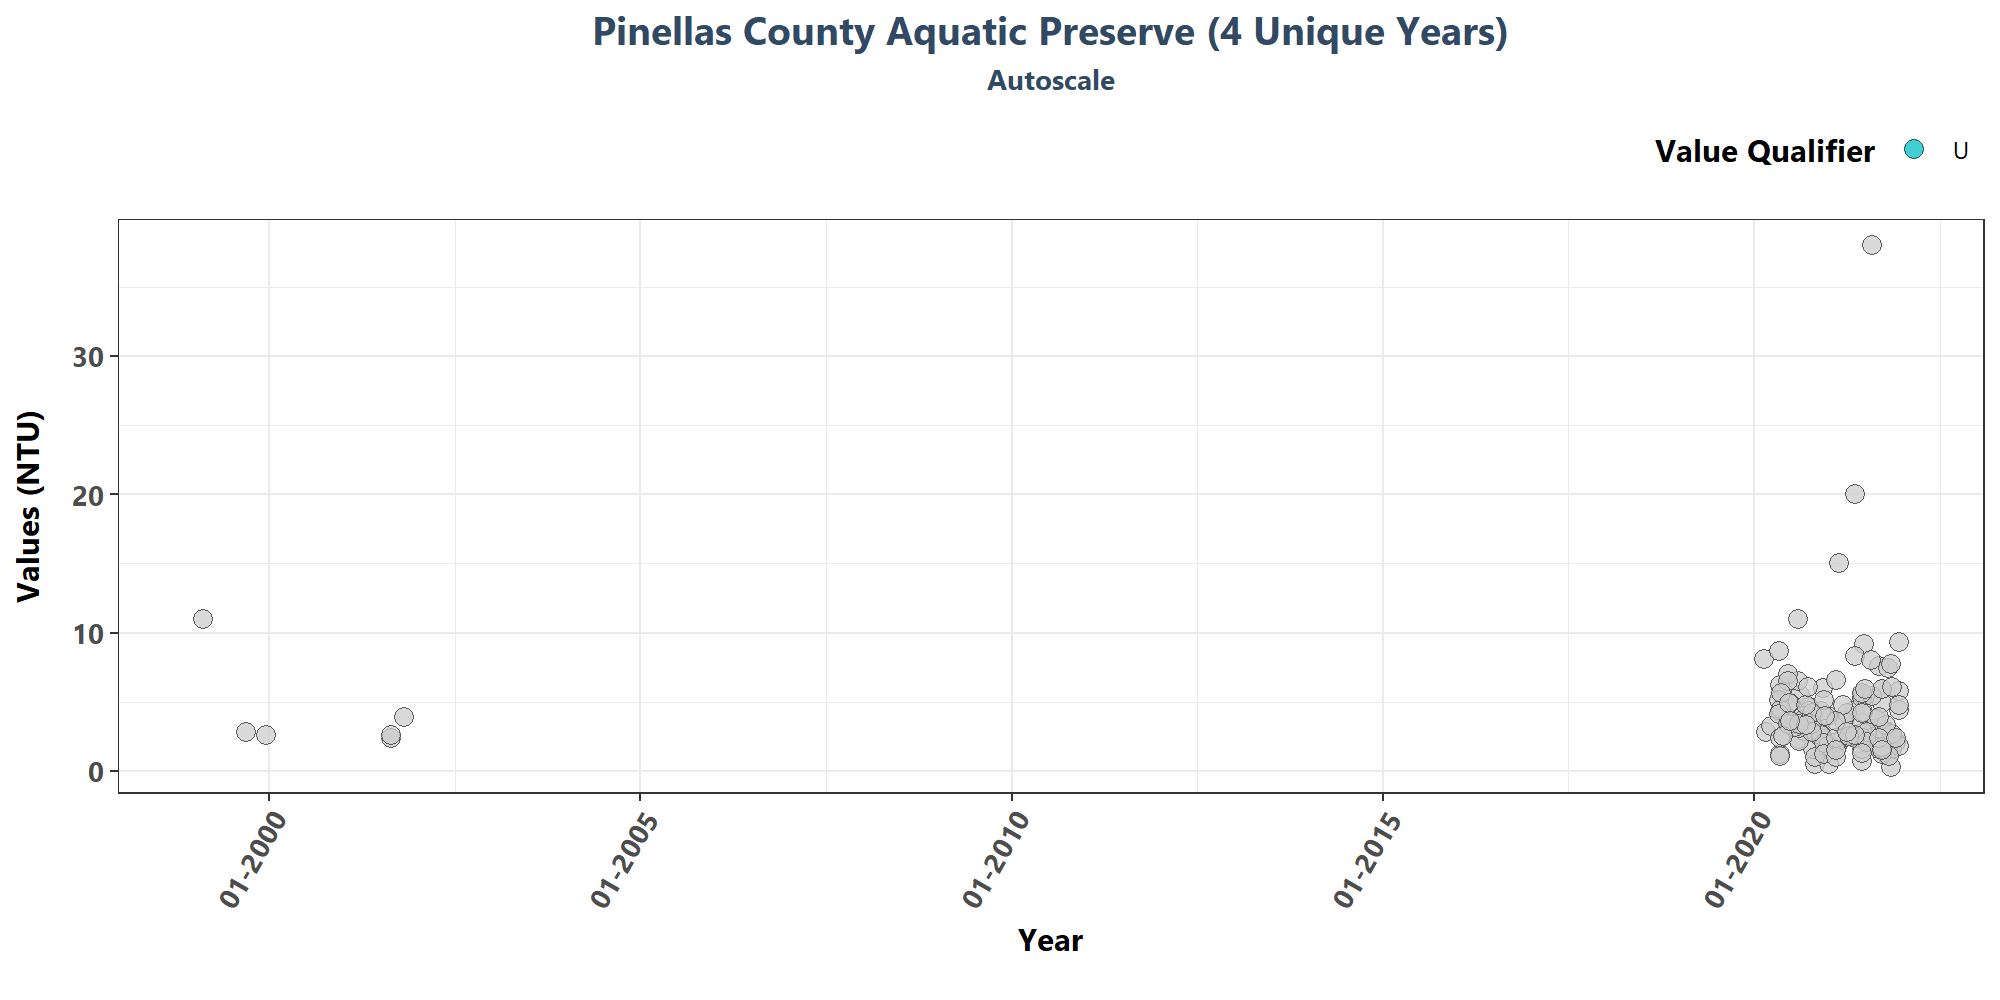 Pinellas County Aquatic Preserve (4 Unique Years)
Autoscale
Value Qualifier U
Values (NTU)
30
20
10
0
01-2000 01-2005 01-2010 01-2015 01-2020
Year